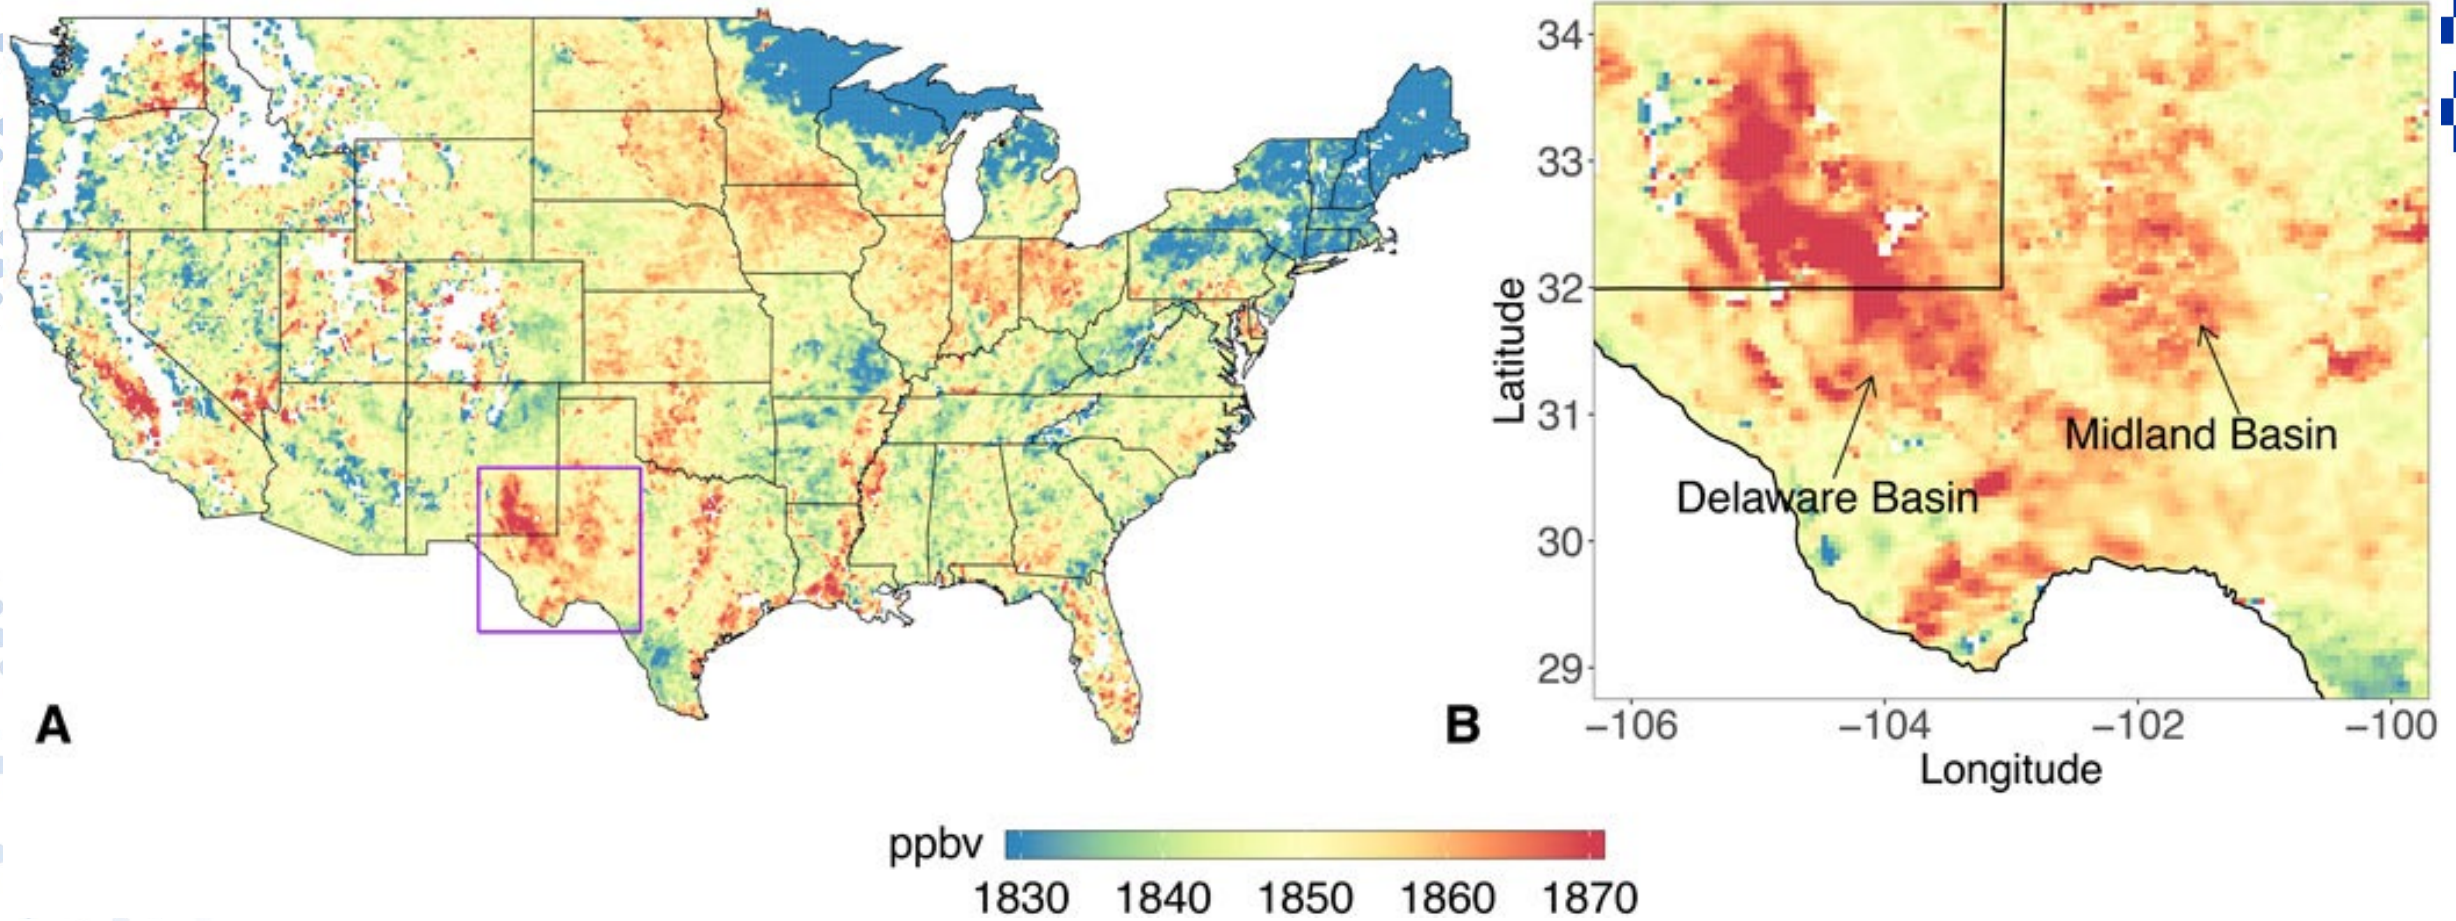 34
33
32
31
30
29
Latitude
Midland Basin
Delaware Basin
A
B
−106
−104
−102
−100
Longitude
ppbv
1830
1840
1850
1860
1870